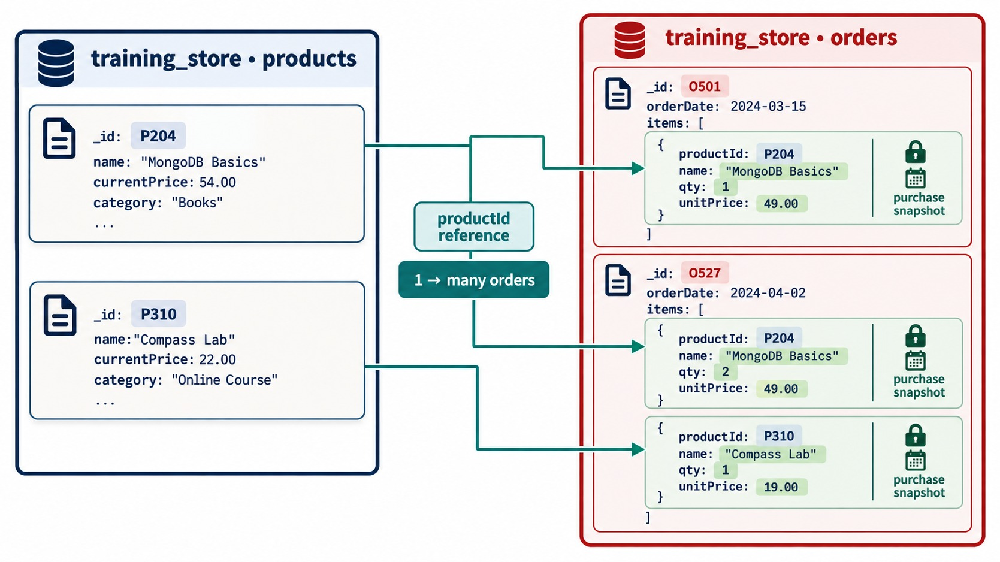 training_store • products
_id: P204
name: "MongoDB Basics"
currentPrice: 54.00
category: "Books"
...
_id: P310
name:"Compass Lab"
currentPrice: 22.00
category: "Online Course"
...
productId
reference
1 → many orders
training_store • orders
_id: O501
orderDate: 2024-03-15
items: [
{
productId: P204
name: "MongoDB Basics"
qty: 1
unitPrice: 49.00
}
purchase
snapshot
]
_id: O527
orderDate: 2024-04-02
items: [
{
productId: P204
name: "MongoDB Basics"
qty: 2
unitPrice: 49.00
}
purchase
snapshot
{
productId: P310
name: "Compass Lab"
qty: 1
unitPrice: 19.00
}
purchase
snapshot
]